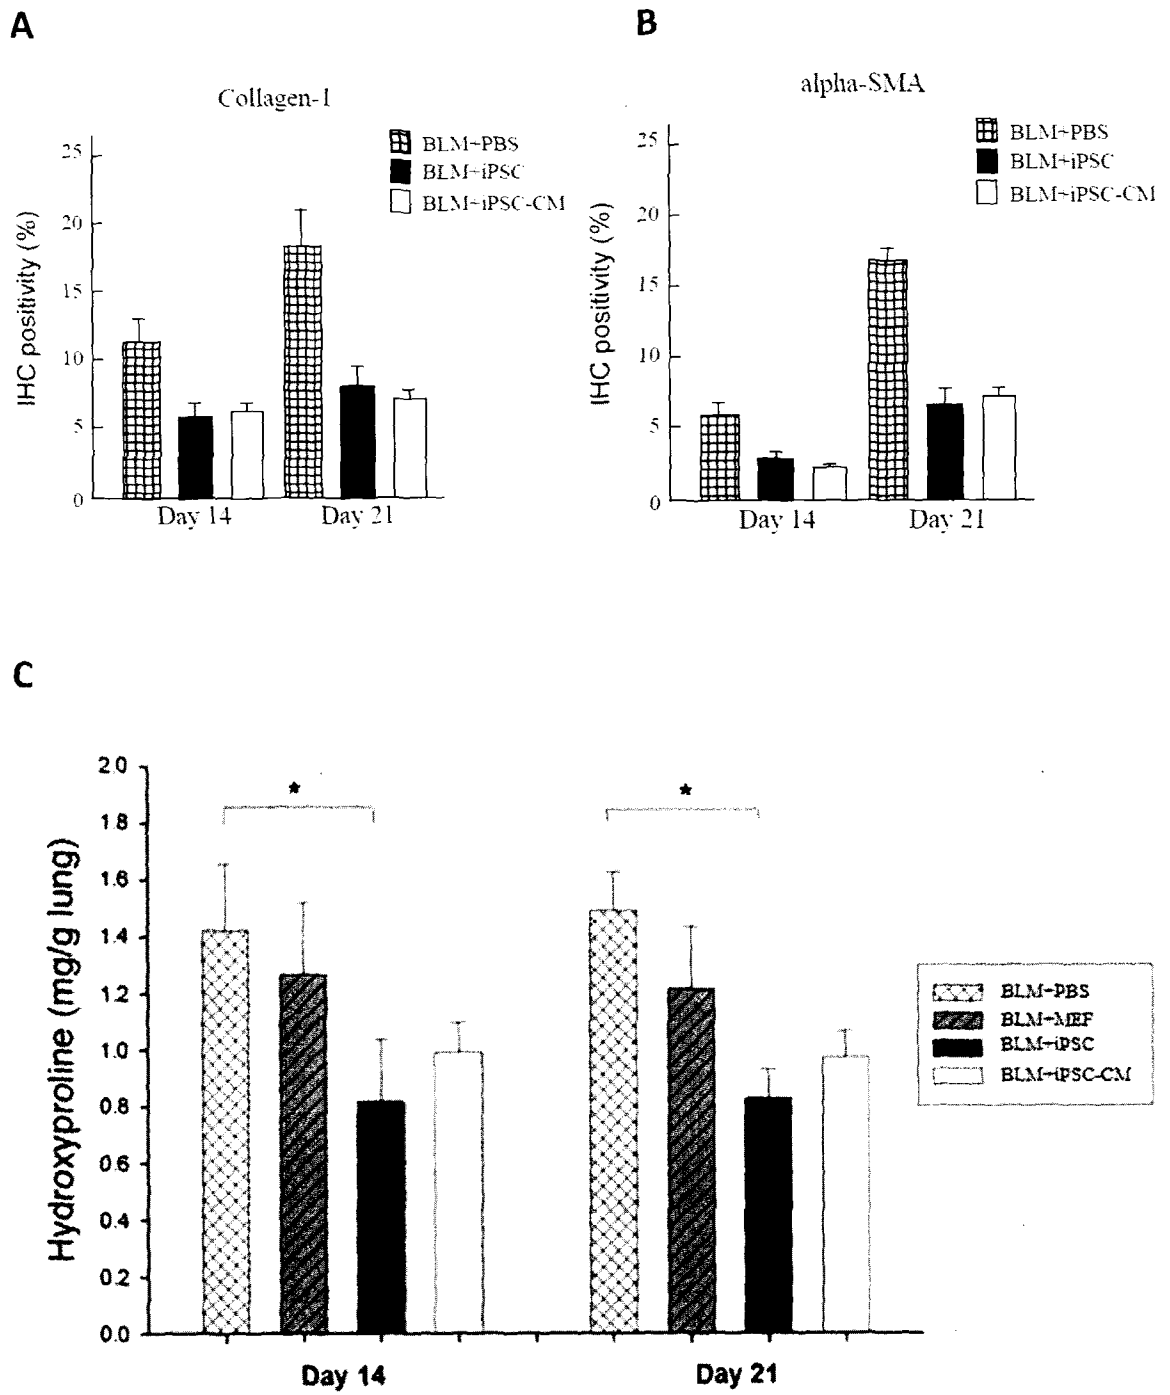 A
Collagen-1
BLM+PBS
BLM+iPSC
BLM+iPSC-CM
IHC positivity (%)
25
20
15
10
5
0
Day 14
Day 21
B
alpha-SMA
BLM+PBS
BLM+iPSC
BLM+iPSC-CM
IHC positivity (%)
25
20
15
10
5
0
Day 14
Day 21
C
Hydroxyproline (mg/g lung)
2.0
1.8
1.6
1.4
1.2
1.0
0.8
0.6
0.4
0.2
0.0
*
*
BLM+PBS
BLM+MEF
BLM+iPSC
BLM+iPSC-CM
Day 14
Day 21